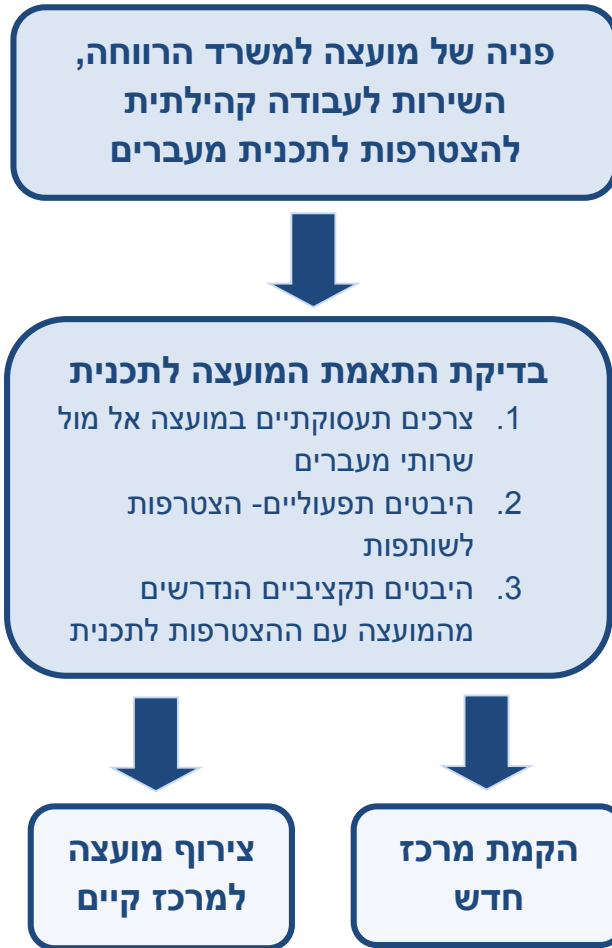 פניה של מועצה למשרד הרווחה,
השירות לעבודה קהילתית
להצטרפות לתכנית מעברים
בדיקת התאמת המועצה לתכנית
1. צרכים תעסוקתיים במועצה אל מול
שרותי מעברים
2. היבטים תפעוליים- הצטרפות
לשותפות
3. היבטים תקציביים הנדרשים
מהמועצה עם ההצטרפות לתכנית
הקמת מרכז
חדש
צירוף מועצה
למרכז קיים